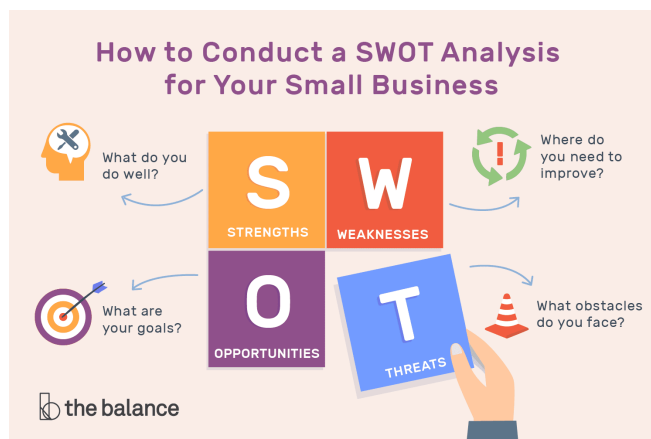 How to Conduct a SWOT Analysis
for Your Small Business
What do you
do well?
S
STRENGTHS
W
WEAKNESSES
Where do
you need to
improve?
What are
your goals?
O
OPPORTUNITIES
T
THREATS
What obstacles
do you face?
the balance